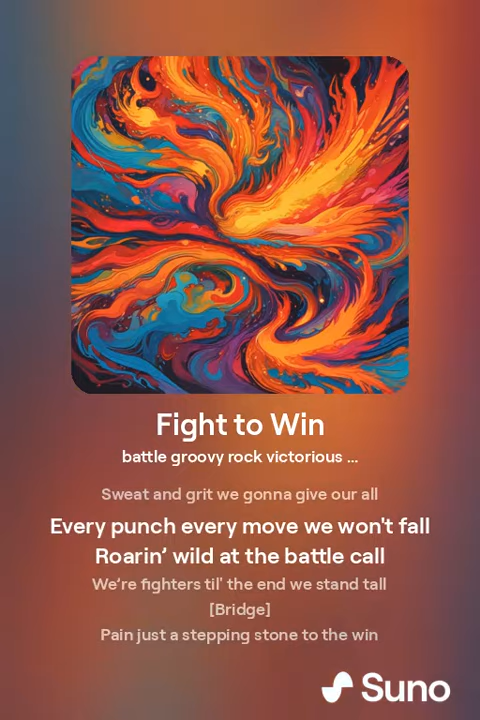 Fight to Win
battle groovy rock victorious ...
Sweat and grit we gonna give our all
Every punch every move we won't fall
Roarin’ wild at the battle call
We’re fighters til' the end we stand tall
[Bridge]
Pain just a stepping stone to the win
Suno